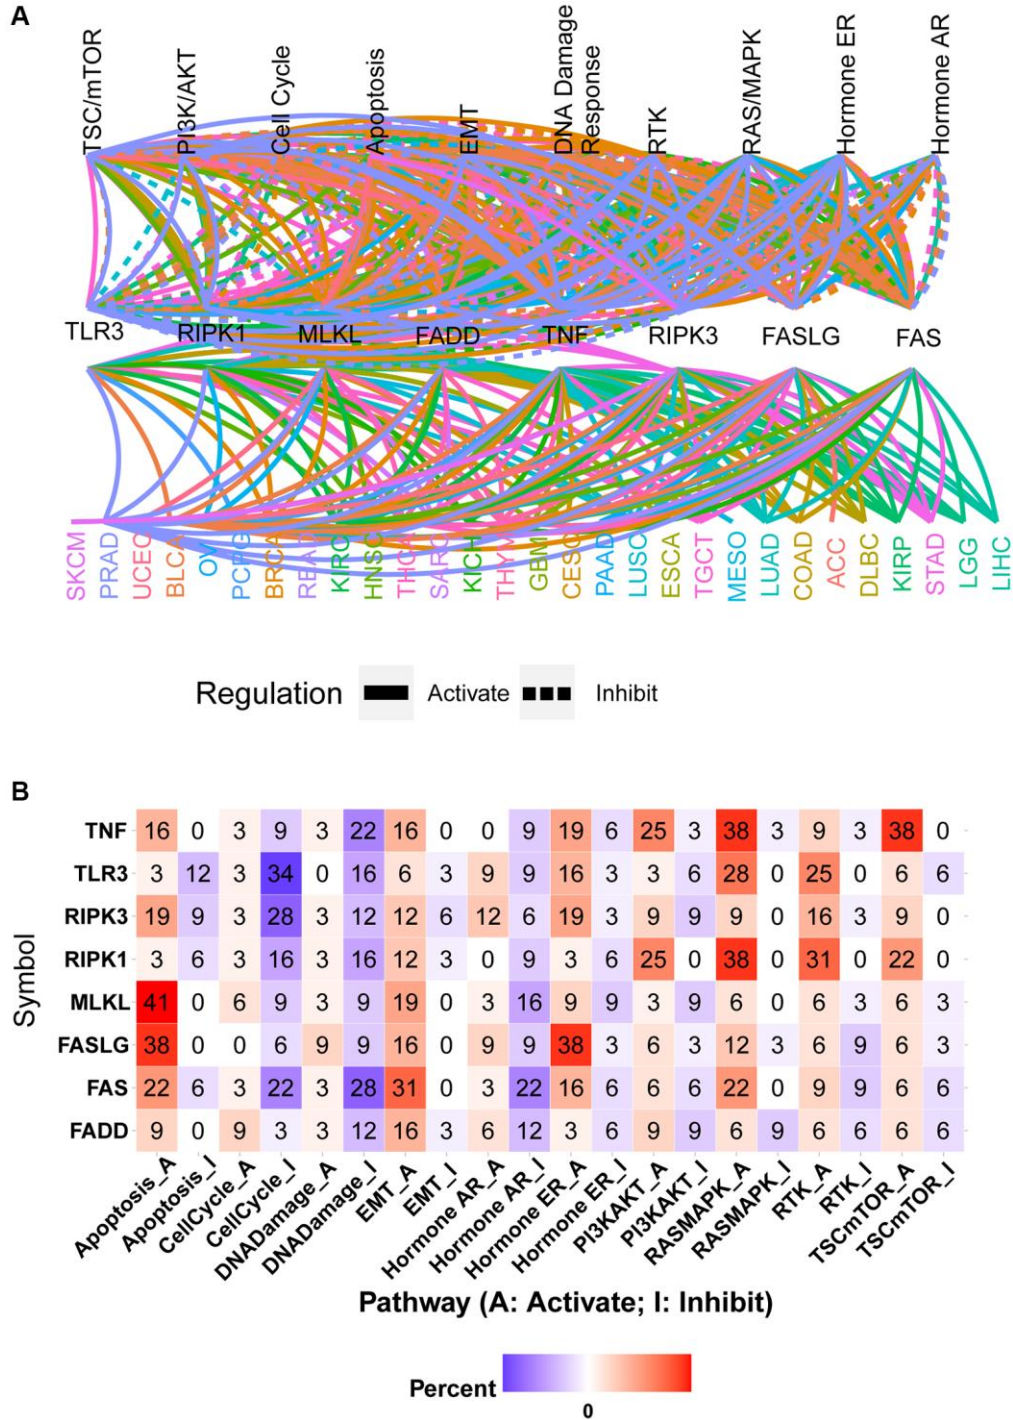 A
TSC/mTOR
PI3K/AKT
Cell Cycle
Apoptosis
EMT
DNA Damage
Response
RTK
RAS/MAPK
Hormone ER
Hormone AR
TLR3 RIPK1 MLKL FADD TNF RIPK3 FASLG FAS
SKCM
PRAD
UCEC
BLCA
OV
PCPG
BRCA
READ
KIRC
HNSC
THCA
SARC
KICH
THYM
GBM
CESC
PAAD
LUSC
ESCA
TGCT
MESO
LUAD
COAD
ACC
DLBC
KIRP
STAD
LGG
LIHC
Regulation Activate Inhibit
B
Symbol
TNF 16 0 3 9 3 22 16 0 0 9 19 6 25 3 38 3 9 3 38 0
TLR3 3 12 3 34 0 16 6 3 9 9 16 3 3 6 28 0 25 0 6 6
RIPK3 19 9 3 28 3 12 12 6 12 6 19 3 9 9 9 0 16 3 9 0
RIPK1 3 6 3 16 3 16 12 3 0 9 3 6 25 0 38 0 31 0 22 0
MLKL 41 0 6 9 3 9 19 0 3 16 9 9 3 9 6 0 6 3 6 3
FASLG 38 0 0 6 9 9 16 0 9 9 38 3 6 3 12 3 6 9 6 3
FAS 22 6 3 22 3 28 31 0 3 22 16 6 6 6 22 0 9 9 6 6
FADD 9 0 9 3 3 12 16 3 6 12 3 6 9 9 6 9 6 6 6 6
Apoptosis_A
Apoptosis_I
CellCycle_A
CellCycle_I
DNADamage_A
DNADamage_I
EMT_A
EMT_I
Hormone AR_A
Hormone AR_I
Hormone ER_A
Hormone ER_I
PI3KAKT_A
PI3KAKT_I
RASMAPK_A
RASMAPK_I
RTK_A
RTK_I
TSCmTOR_A
TSCmTOR_I
Pathway (A: Activate; I: Inhibit)
Percent
0